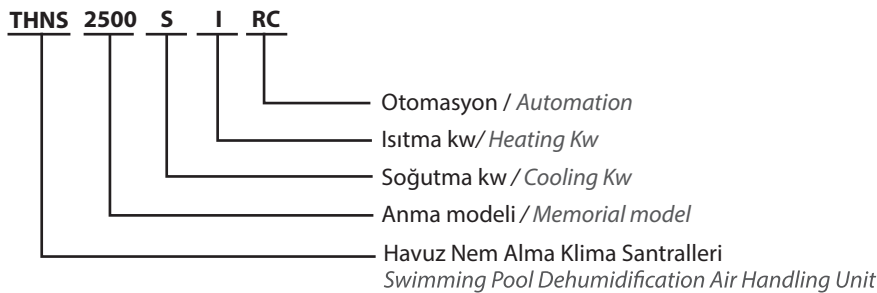 THNS 2500 S I RC
Otomasyon / Automation
Isıtma kw/ Heating Kw
Soğutma kw / Cooling Kw
Anma modeli / Memorial model
Havuz Nem Alma Klima Santralleri
Swimming Pool Dehumidification Air Handling Unit